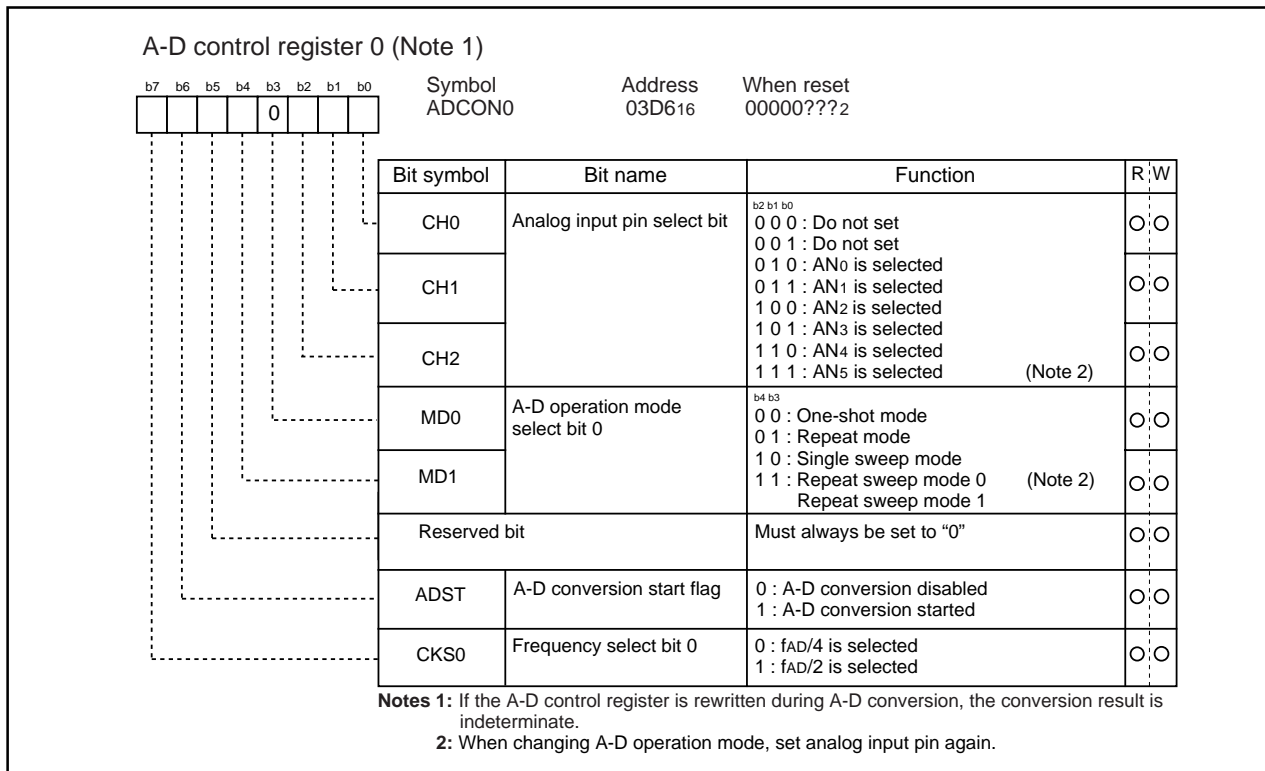 A-D control register 0 (Note 1)
b7 b6 b5 b4 b3 b2 b1 b0
0
Symbol Address When reset
ADCON0 03D616 00000???2
Bit symbol Bit name Function R W
CH0 Analog input pin select bit
b2 b1 b0
0 0 0 : Do not set
0 0 1 : Do not set
0 1 0 : AN0 is selected
0 1 1 : AN1 is selected
1 0 0 : AN2 is selected
1 0 1 : AN3 is selected
1 1 0 : AN4 is selected
1 1 1 : AN5 is selected (Note 2)
CH1
CH2
MD0 A-D operation mode
select bit 0
b4 b3
0 0 : One-shot mode
0 1 : Repeat mode
1 0 : Single sweep mode
1 1 : Repeat sweep mode 0 (Note 2)
Repeat sweep mode 1
MD1
Reserved bit Must always be set to “0”
ADST A-D conversion start flag 0 : A-D conversion disabled
1 : A-D conversion started
CKS0 Frequency select bit 0 0 : fAD/4 is selected
1 : fAD/2 is selected
Notes 1: If the A-D control register is rewritten during A-D conversion, the conversion result is
indeterminate.
2: When changing A-D operation mode, set analog input pin again.